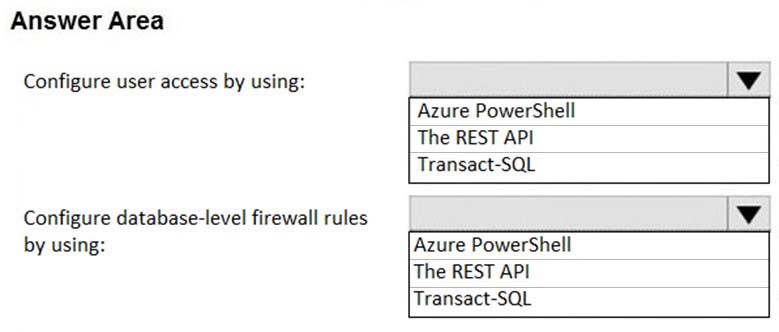 Answer Area
Configure user access by using:
Azure PowerShell
The REST API
Transact-SQL
Configure database-level firewall rules
by using:
Azure PowerShell
The REST API
Transact-SQL